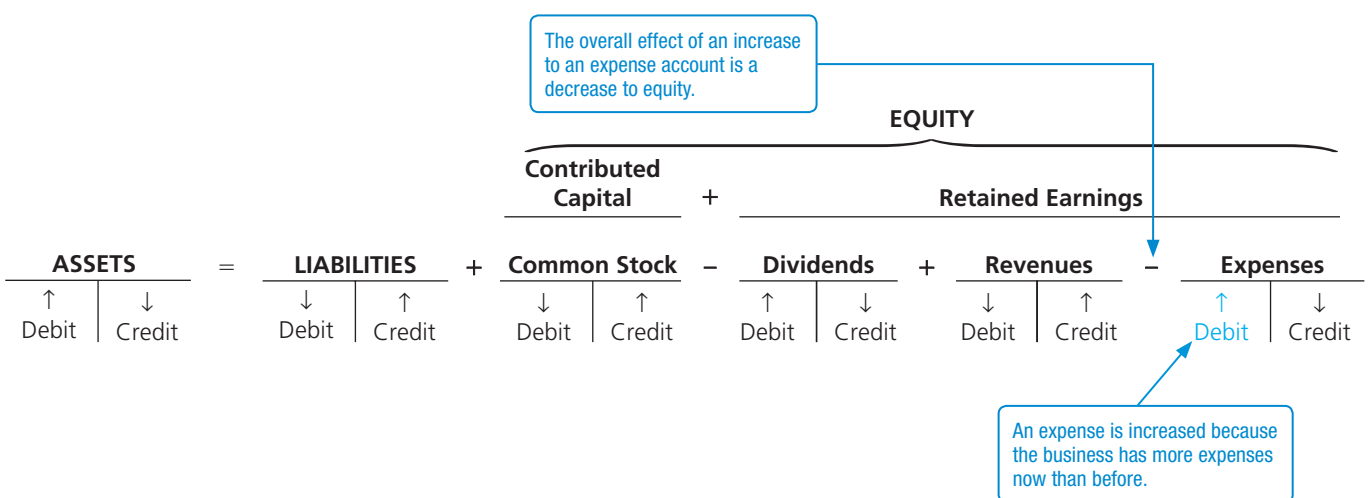 The overall effect of an increase
to an expense account is a
decrease to equity.
EQUITY
Contributed
Capital + Retained Earnings
ASSETS = LIABILITIES + Common Stock – Dividends + Revenues – Expenses
↑ ↓ ↓ ↑ ↓ ↑ ↑ ↓ ↓ ↑ ↑ ↓
Debit Credit Debit Credit Debit Credit Debit Credit Debit Credit Debit Credit
An expense is increased because
the business has more expenses
now than before.